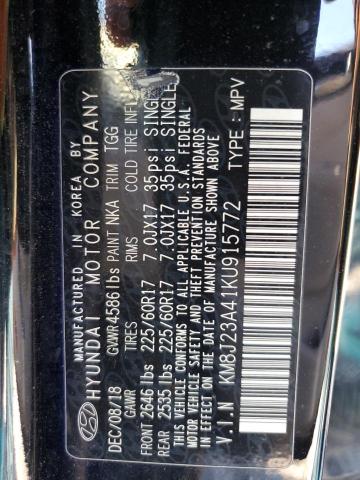 MANUFACTURED IN KOREA BY
HYUNDAI MOTOR COMPANY
DEC/08/18 GVWR 4586 lbs PAINT NKA TRIM TGG
GAWR TIRES RIMS COLD TIRE INFL
FRONT 2646 lbs 225/60R17 7.0JX17 35psi SINGLE
REAR 2535 lbs 225/60R17 7.0JX17 35psi SINGLE
THIS VEHICLE CONFORMS TO ALL APPLICABLE U.S.A. FEDERAL
MOTOR VEHICLE SAFETY, BUMPER, AND THEFT PREVENTION STANDARDS
IN EFFECT ON THE DATE OF MANUFACTURE SHOWN ABOVE
V.I.N KM8J23A41KU915772 TYPE : MPV